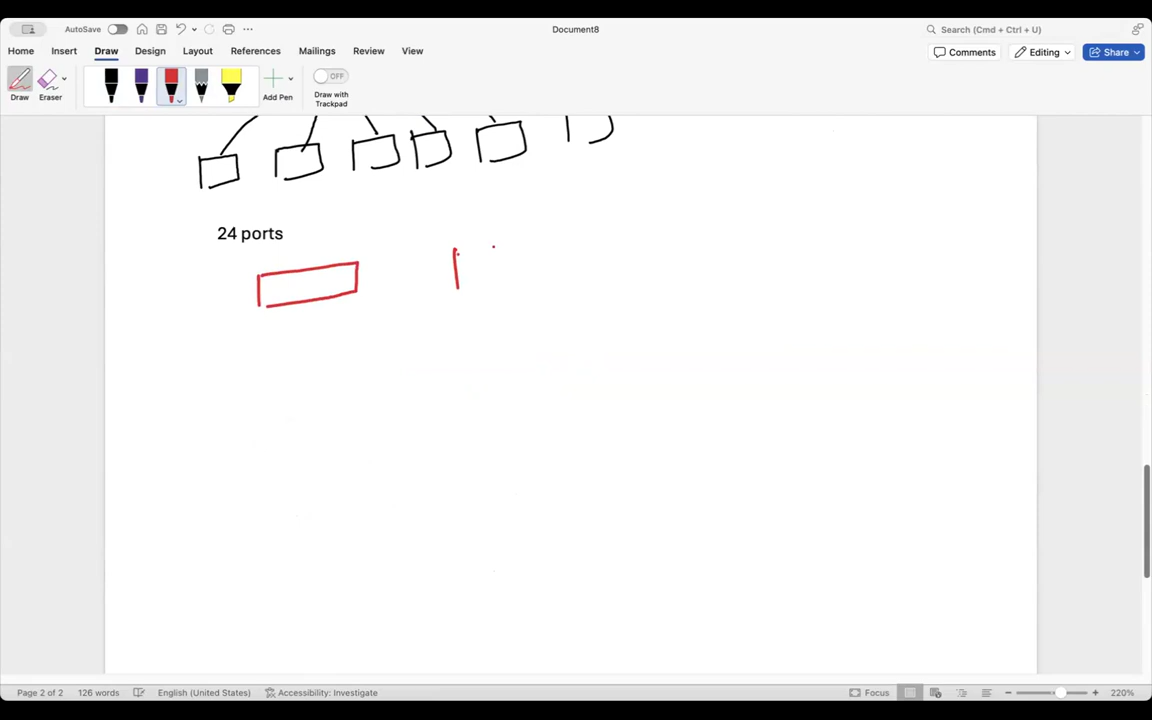 AutoSave
Document8
Search (Cmd + Ctrl + U)
Home Insert Draw Design Layout References Mailings Review View
Comments Editing Share
OFF
Draw Eraser Add Pen Draw with
Trackpad
24 ports
Page 2 of 2 126 words English (United States) Accessibility: Investigate Focus 220%